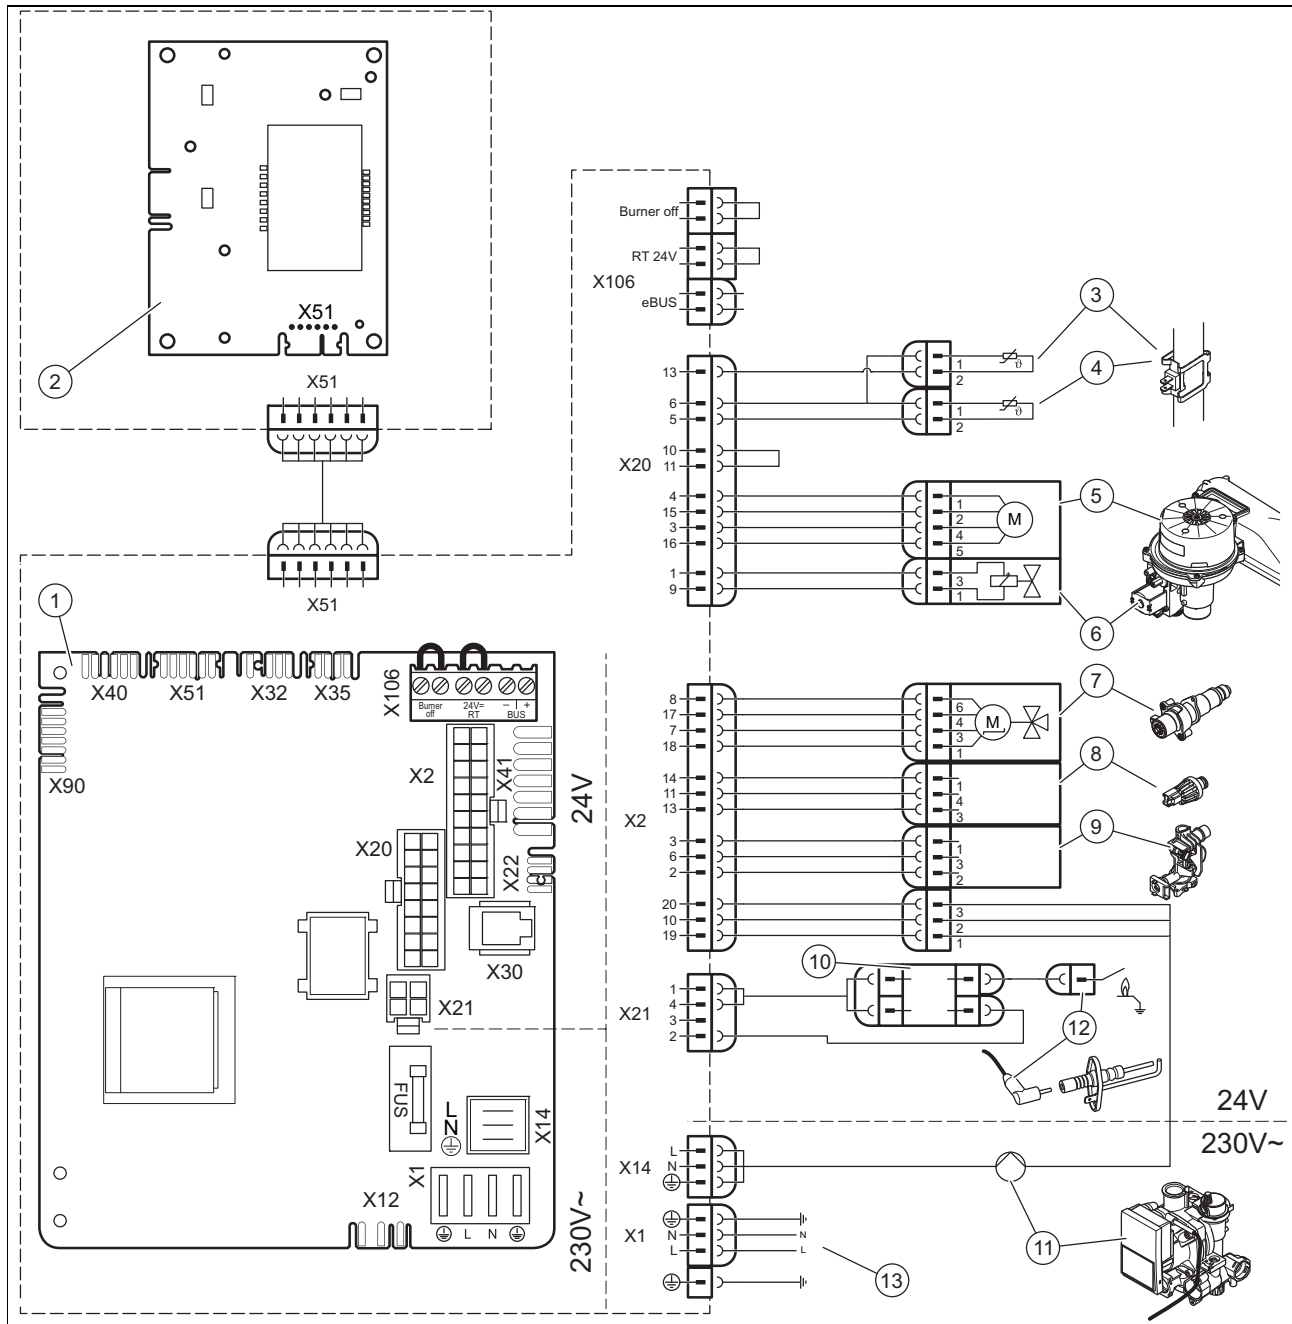 X51
2
X51
X51
1
X40 X51 X32 X35
X106
Burner off
24V= RT
– | +
BUS
X90
X2
X41
24V
X20
X22
X30
X21
FUS
L
N
X14
X1
X12
L N
230V~
Burner off
RT 24V
X106
eBUS
13
6
5
10
11
X20
4
15
3
16
1
9
1
2
ϑ
3
1
2
ϑ
4
1
2
4
5
M
5
3
1
6
8
17
7
18
6
4
3
1
M
7
X2
14
11
13
1
4
3
8
3
6
2
1
3
2
9
20
10
19
3
2
1
10
X21
1
4
3
2
12
24V
230V~
X14
L
N
11
X1
N
L
N
L
13